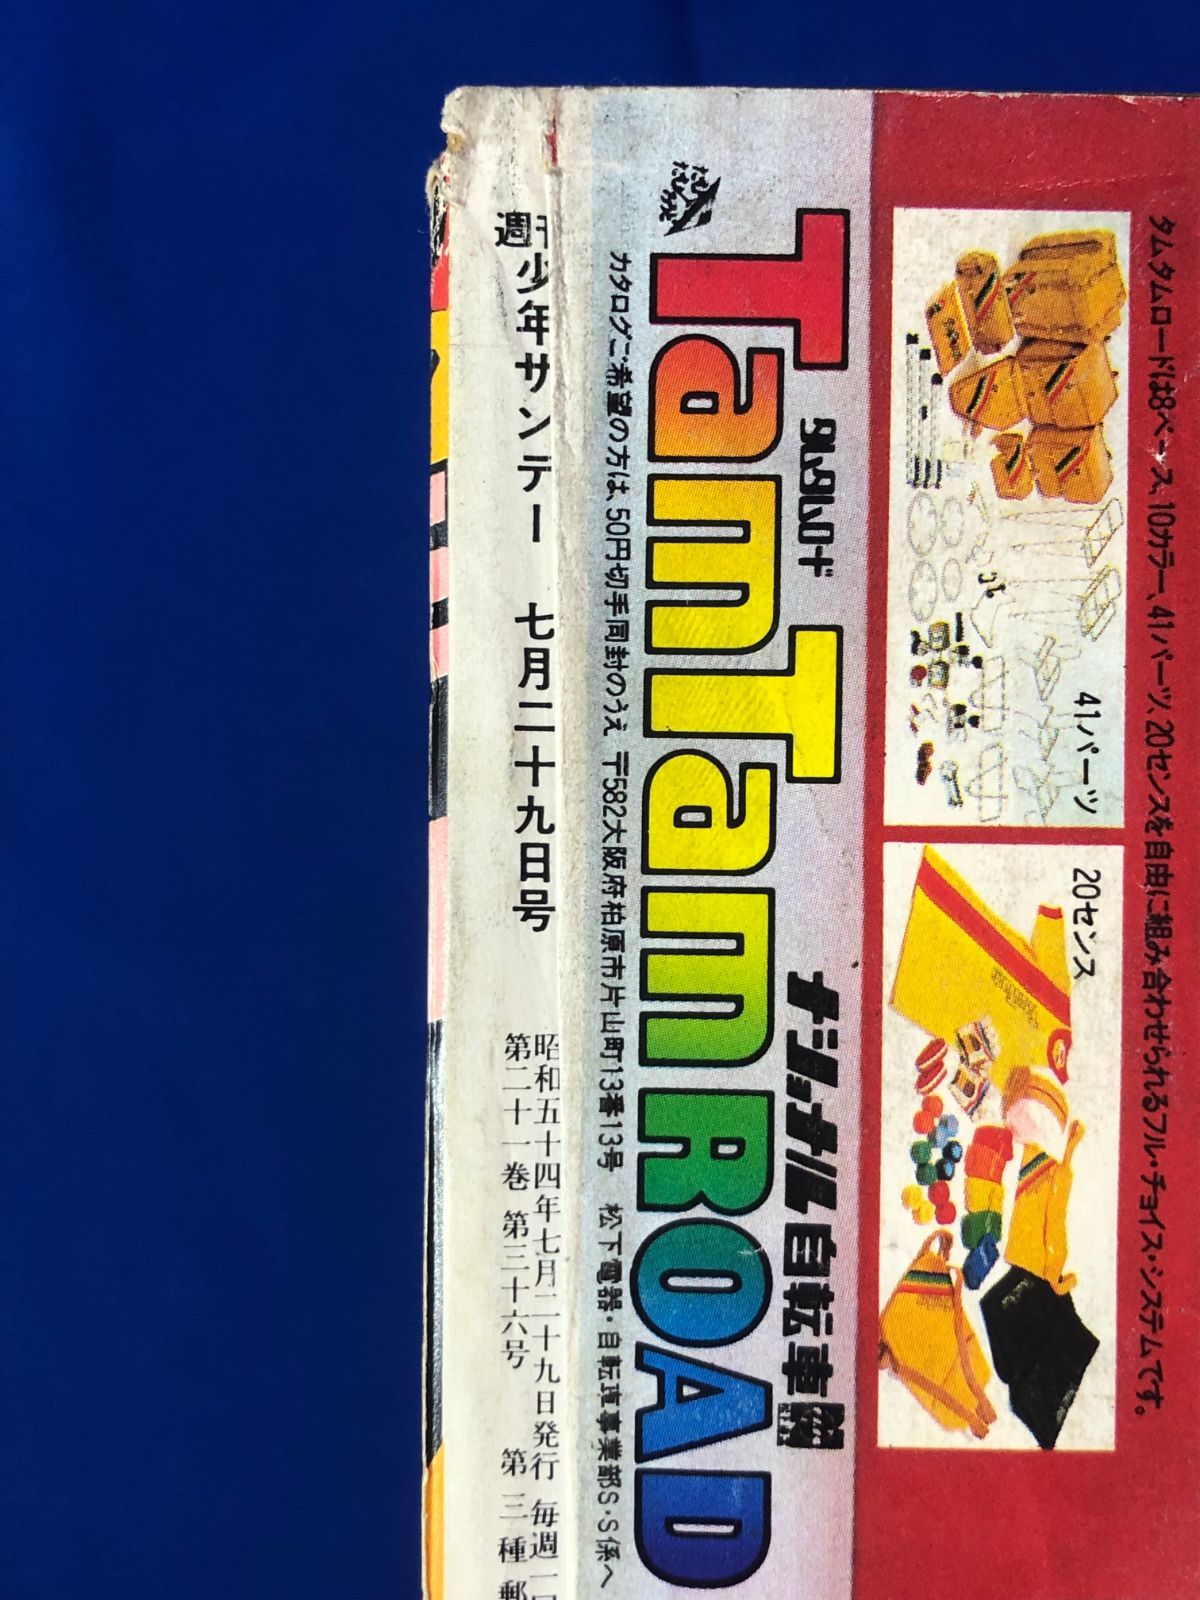 タムタムロードは8ベース、10カラー、41パーツ、20センスを自由に組み合わせられるフル・チョイス・システムです。
41パーツ
20センス
タムタムロード
ナショナル自転車
TamTamROAD
カタログご希望の方は、50円切手同封のうえ 〒582大阪府柏原市片山町13番13号 松下電器・自転車事業部S・S係へ
週刊少年サンデー 七月二十九日号
昭和五十四年七月二十九日発行 毎週一
第二十一巻 第三十六号 第三種郵